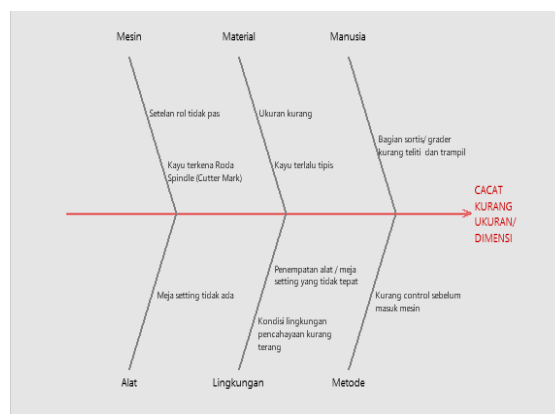 Mesin
Material
Manusia
Setelan rol tidak pas
Ukuran kurang
Bagian sortis/ grader
kurang teliti dan trampil
Kayu terkena Roda
Spindle (Cutter Mark)
Kayu terlalu tipis
CACAT
KURANG
UKURAN/
DIMENSI
Meja setting tidak ada
Penempatan alat / meja
setting yang tidak tepat
Kurang control sebelum
masuk mesin
Kondisi lingkungan
pencahayaan kurang
terang
Alat
Lingkungan
Metode